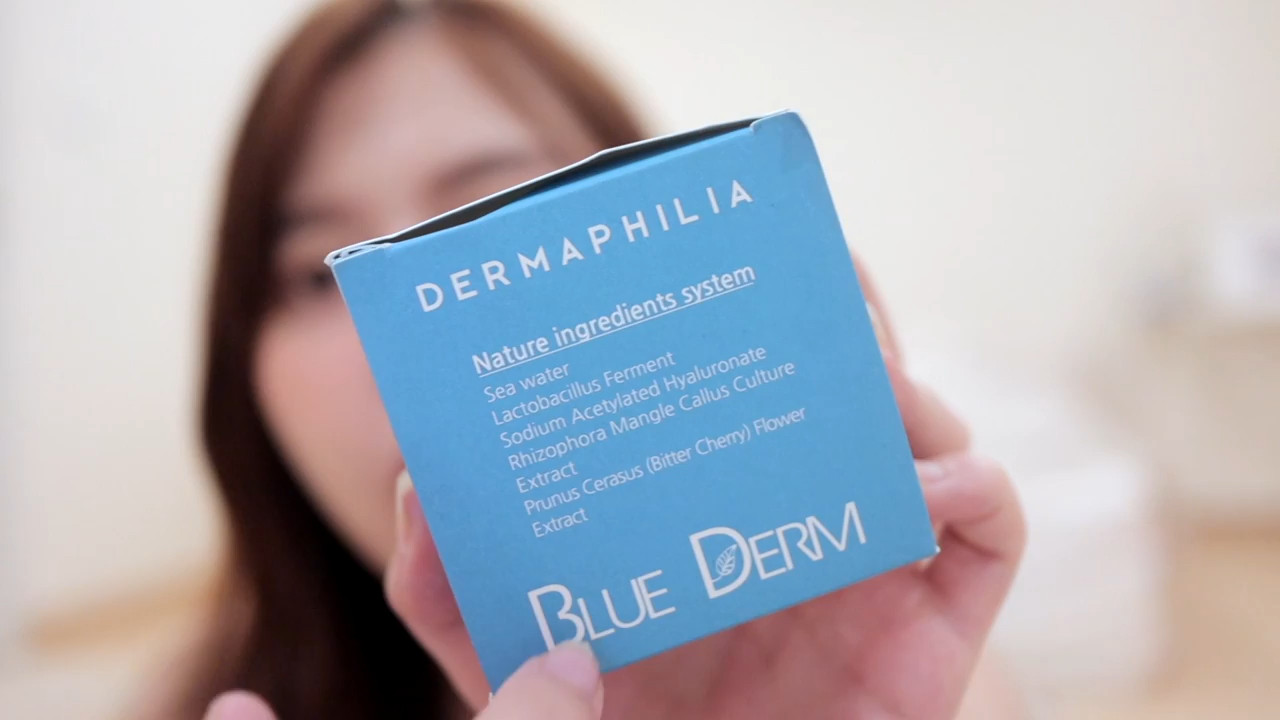 DERMAPHILIA
Nature ingredients system
Sea water
Lactobacillus Ferment
Sodium Acetylated Hyaluronate
Rhizophora Mangle Callus Culture
Extract
Prunus Cerasus (Bitter Cherry) Flower
Extract
BLUE DERM